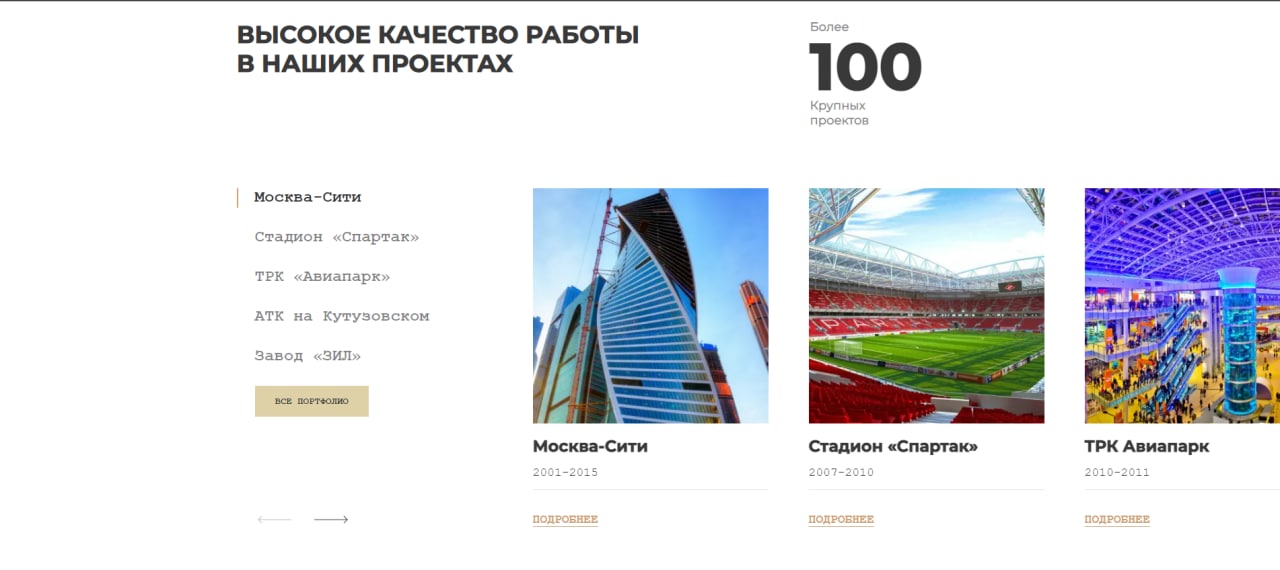 ВЫСОКОЕ КАЧЕСТВО РАБОТЫ
В НАШИХ ПРОЕКТАХ
Более
100
Крупных
проектов
Москва-Сити
Стадион «Спартак»
ТРК «Авиапарк»
АТК на Кутузовском
Завод «ЗИЛ»
ВСЕ ПОРТФОЛИО
Москва-Сити
2001-2015
ПОДРОБНЕЕ
Стадион «Спартак»
2007-2010
ПОДРОБНЕЕ
ТРК Авиапарк
2010-2011
ПОДРОБНЕЕ